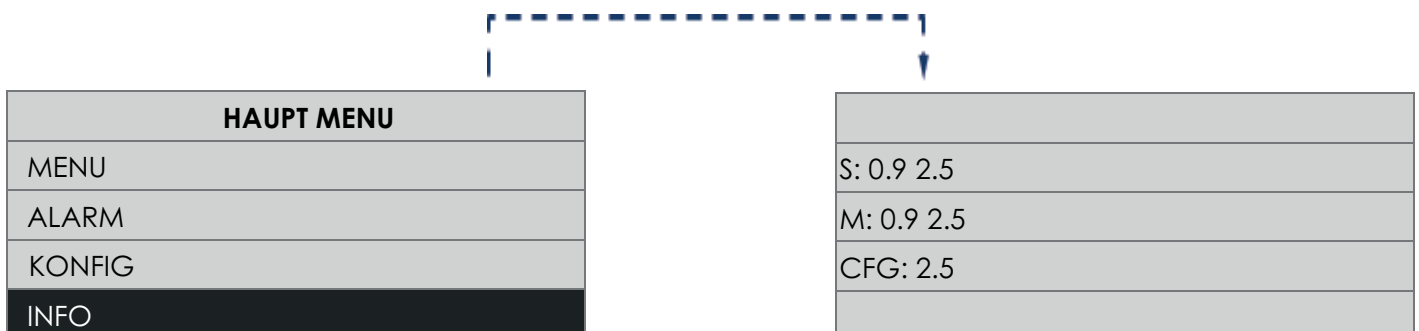 HAUPT MENU
MENU
ALARM
KONFIG
INFO
S: 0.9 2.5
M: 0.9 2.5
CFG: 2.5